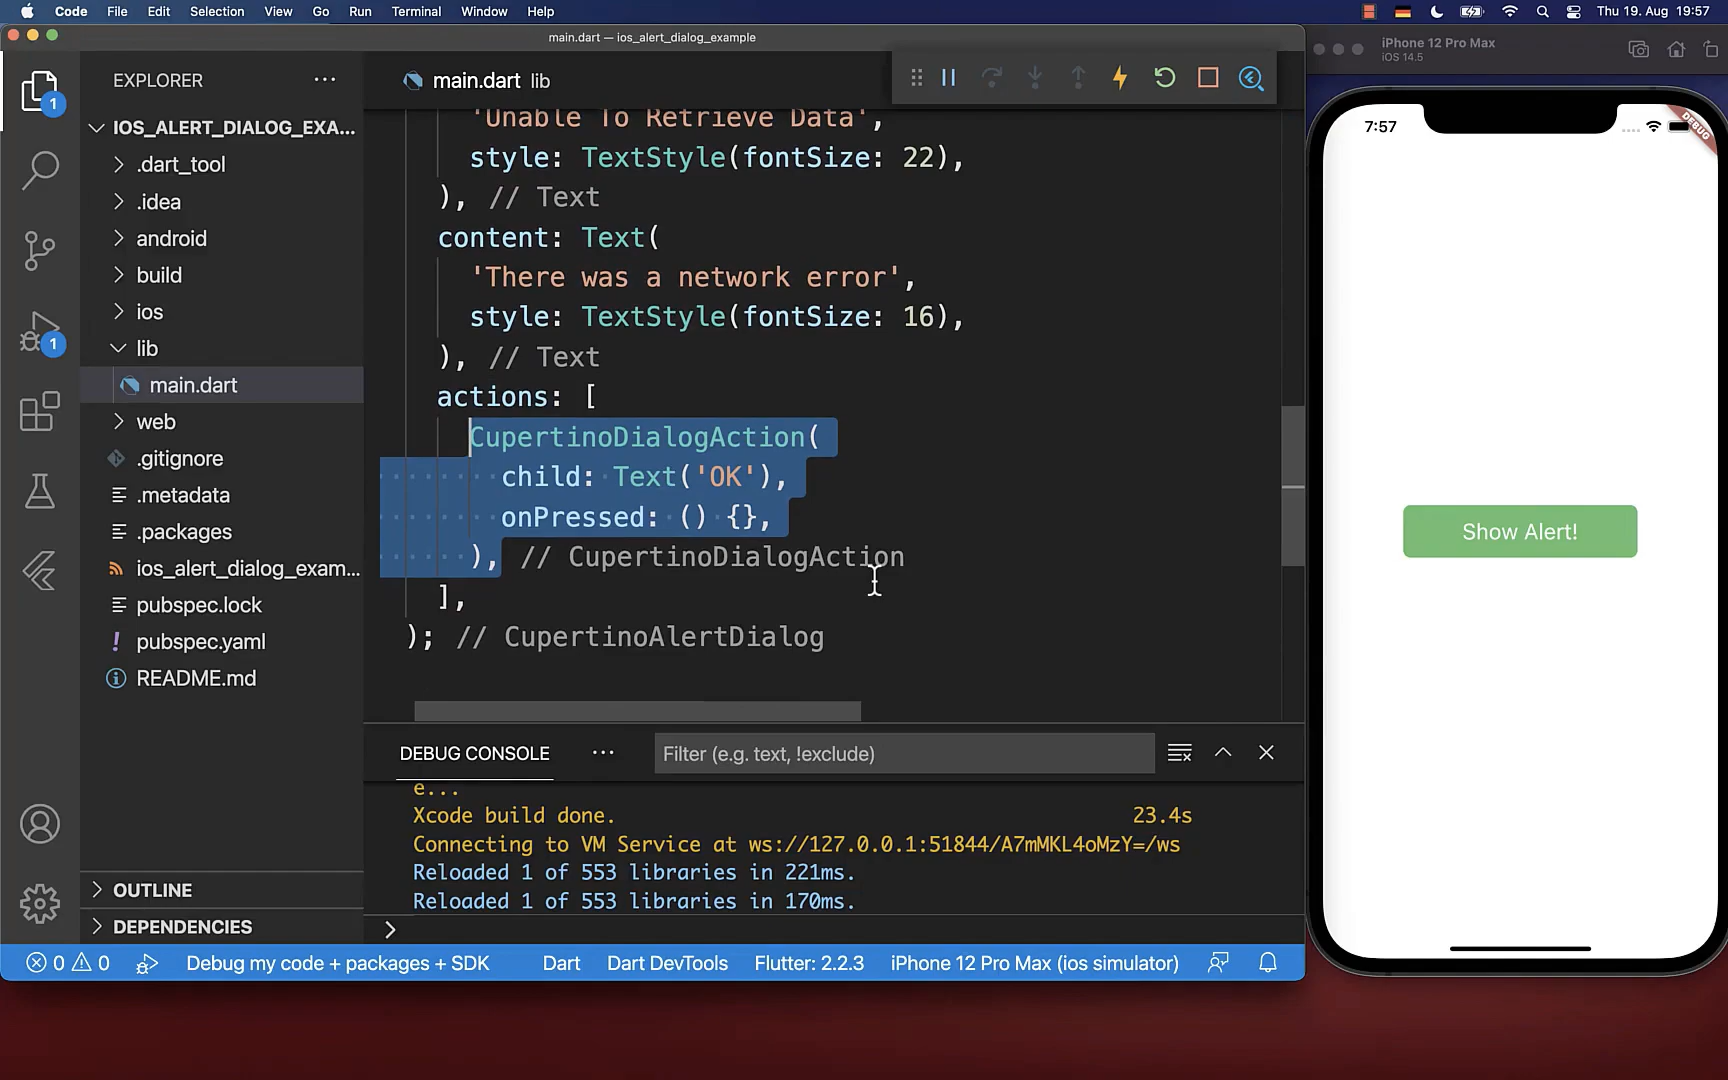 Code File Edit Selection View Go Run Terminal Window Help
Thu 19. Aug 19:57
main.dart — ios_alert_dialog_example
iPhone 12 Pro Max
iOS 14.5
EXPLORER
1
IOS_ALERT_DIALOG_EXA...
.dart_tool
.idea
android
build
ios
lib
main.dart
web
.gitignore
.metadata
.packages
ios_alert_dialog_exam...
pubspec.lock
pubspec.yaml
README.md
1
OUTLINE
DEPENDENCIES
main.dart lib
'Unable To Retrieve Data',
style: TextStyle(fontSize: 22),
), // Text
content: Text(
'There was a network error',
style: TextStyle(fontSize: 16),
), // Text
actions: [
CupertinoDialogAction(
child: Text('OK'),
onPressed: () {},
), // CupertinoDialogAction
],
); // CupertinoAlertDialog
DEBUG CONSOLE
Filter (e.g. text, !exclude)
e...
Xcode build done. 23.4s
Connecting to VM Service at ws://127.0.0.1:51844/A7mMKL4oMzY=/ws
Reloaded 1 of 553 libraries in 221ms.
Reloaded 1 of 553 libraries in 170ms.
0 0 Debug my code + packages + SDK Dart Dart DevTools Flutter: 2.2.3 iPhone 12 Pro Max (ios simulator)
7:57
DEBUG
Show Alert!